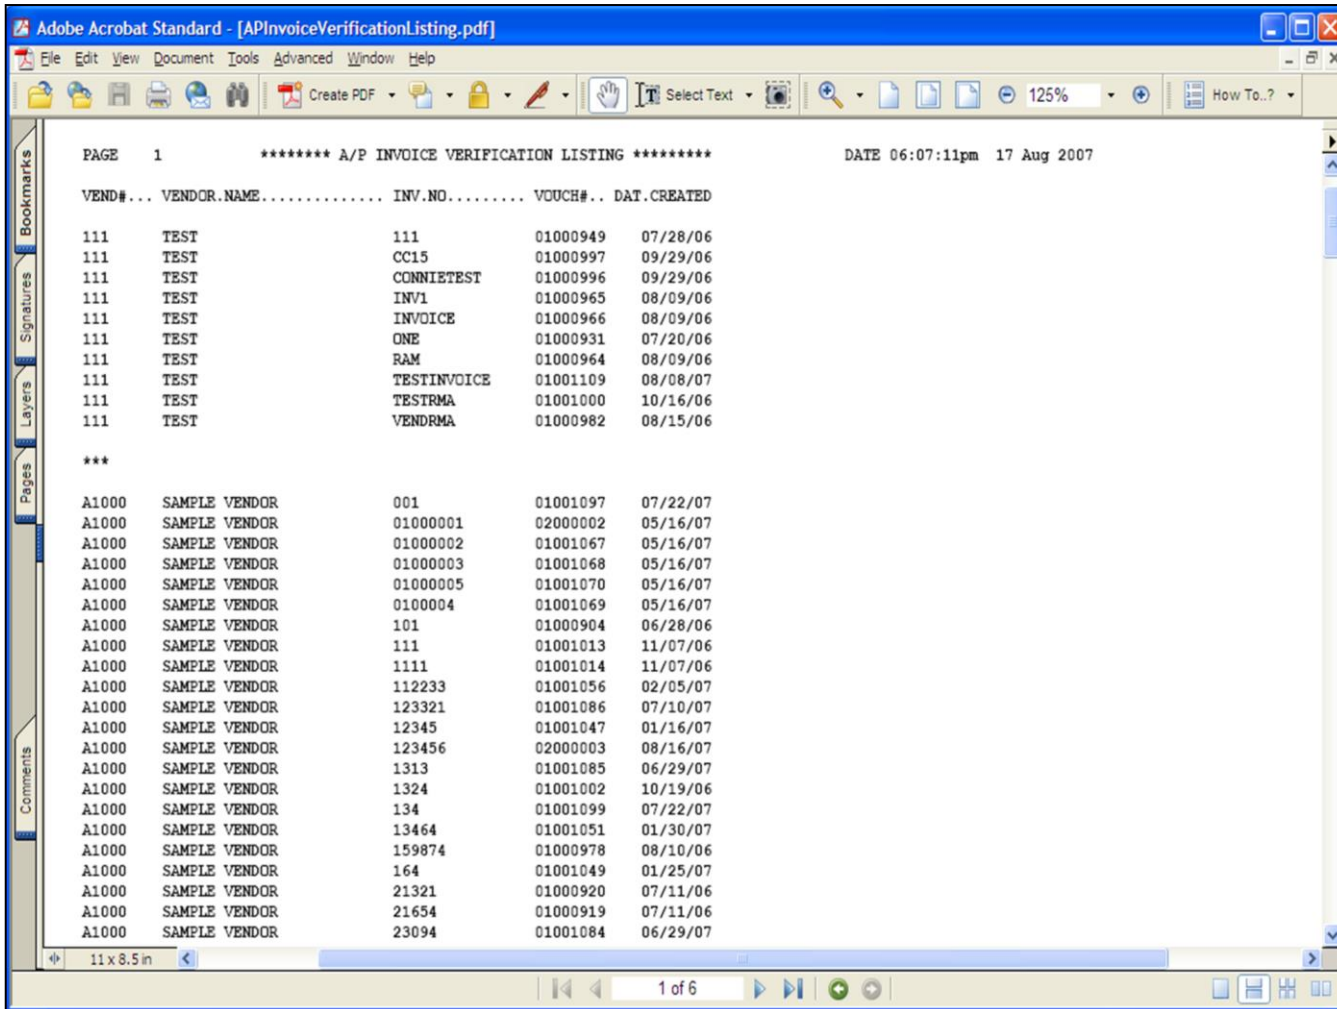 Adobe Acrobat Standard - [APInvoiceVerificationListing.pdf]
File Edit View Document Tools Advanced Window Help
Create PDF Select Text 125% How To..?
Bookmarks
Signatures
Layers
Pages
Comments
PAGE 1 ******** A/P INVOICE VERIFICATION LISTING ********* DATE 06:07:11pm 17 Aug 2007
VEND#... VENDOR.NAME.............. INV.NO......... VOUCH#.. DAT.CREATED
111 TEST 111 01000949 07/28/06
111 TEST CC15 01000997 09/29/06
111 TEST CONNIETEST 01000996 09/29/06
111 TEST INV1 01000965 08/09/06
111 TEST INVOICE 01000966 08/09/06
111 TEST ONE 01000931 07/20/06
111 TEST RAM 01000964 08/09/06
111 TEST TESTINVOICE 01001109 08/08/07
111 TEST TESTRMA 01001000 10/16/06
111 TEST VENDRMA 01000982 08/15/06
***
A1000 SAMPLE VENDOR 001 01001097 07/22/07
A1000 SAMPLE VENDOR 01000001 02000002 05/16/07
A1000 SAMPLE VENDOR 01000002 01001067 05/16/07
A1000 SAMPLE VENDOR 01000003 01001068 05/16/07
A1000 SAMPLE VENDOR 01000005 01001070 05/16/07
A1000 SAMPLE VENDOR 0100004 01001069 05/16/07
A1000 SAMPLE VENDOR 101 01000904 06/28/06
A1000 SAMPLE VENDOR 111 01001013 11/07/06
A1000 SAMPLE VENDOR 1111 01001014 11/07/06
A1000 SAMPLE VENDOR 112233 01001056 02/05/07
A1000 SAMPLE VENDOR 123321 01001086 07/10/07
A1000 SAMPLE VENDOR 12345 01001047 01/16/07
A1000 SAMPLE VENDOR 123456 02000003 08/16/07
A1000 SAMPLE VENDOR 1313 01001085 06/29/07
A1000 SAMPLE VENDOR 1324 01001002 10/19/06
A1000 SAMPLE VENDOR 134 01001099 07/22/07
A1000 SAMPLE VENDOR 13464 01001051 01/30/07
A1000 SAMPLE VENDOR 159874 01000978 08/10/06
A1000 SAMPLE VENDOR 164 01001049 01/25/07
A1000 SAMPLE VENDOR 21321 01000920 07/11/06
A1000 SAMPLE VENDOR 21654 01000919 07/11/06
A1000 SAMPLE VENDOR 23094 01001084 06/29/07
11 x 8.5 in
1 of 6